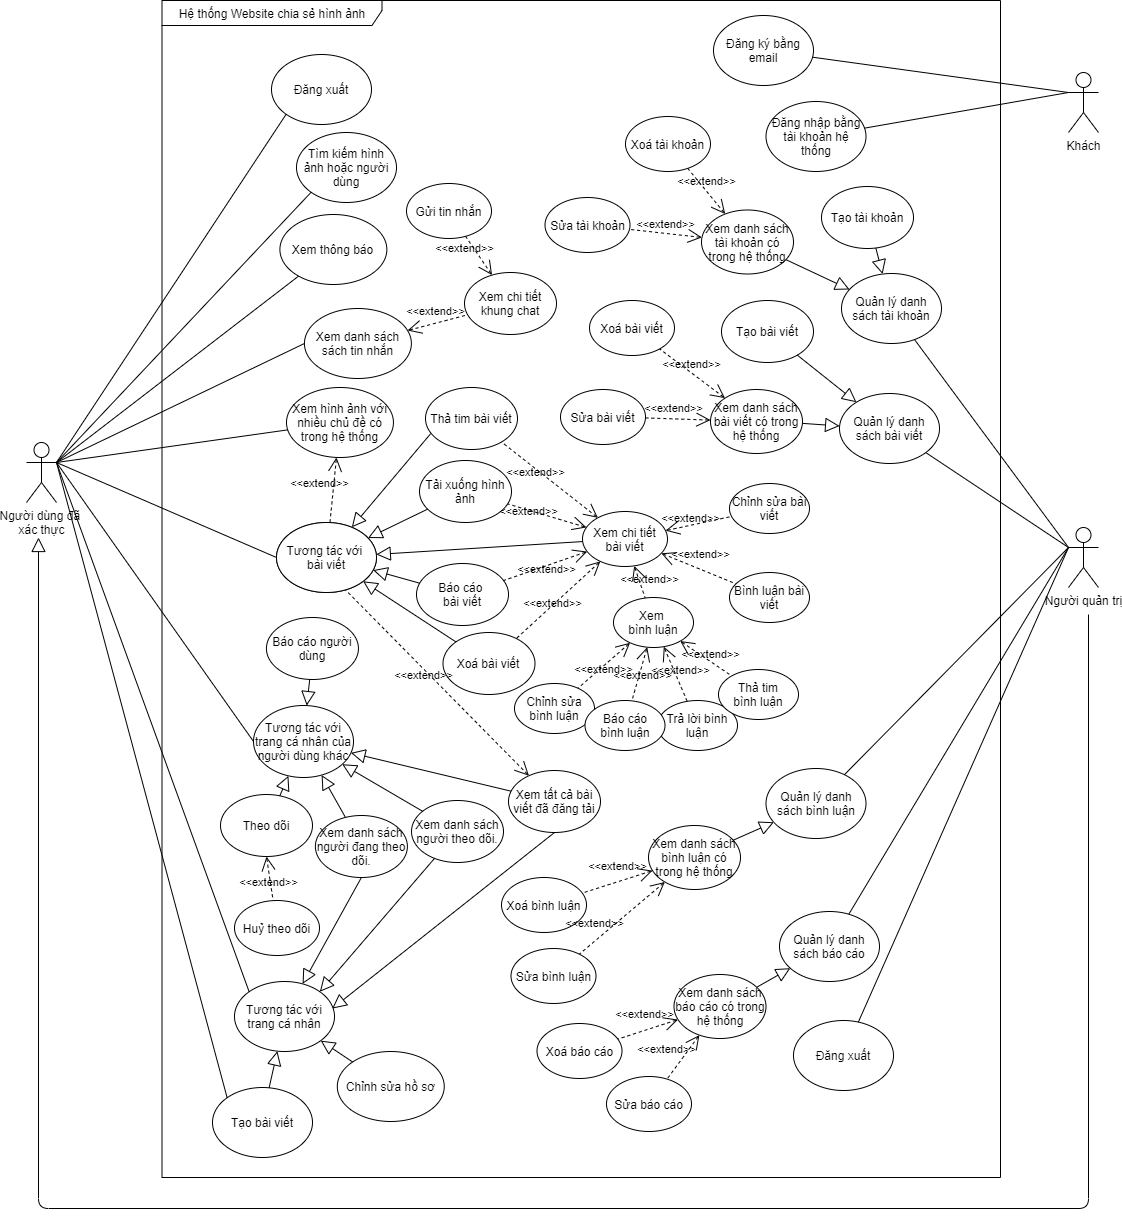 Hệ thống Website chia sẻ hình ảnh
Đăng ký bằng
email
Đăng xuất
Đăng nhập bằng
tài khoản hệ
thống
Khách
Xoá tài khoản
Tìm kiếm hình
ảnh hoặc người
dùng
<<extend>>
Gửi tin nhắn
Sửa tài khoản
<<extend>>
Xem danh sách
tài khoản có
trong hệ thống
Tạo tài khoản
Xem thông báo
<<extend>>
Xem chi tiết
khung chat
Quản lý danh
sách tài khoản
<<extend>>
Xem danh sách
sách tin nhắn
Xoá bài viết
Tạo bài viết
<<extend>>
Xem hình ảnh với
nhiều chủ đề có
trong hệ thống
Thả tim bài viết
Sửa bài viết
<<extend>>
Xem danh sách
bài viết có trong
hệ thống
Quản lý danh
sách bài viết
<<extend>>
<<extend>>
Tải xuống hình
ảnh
<<extend>>
Người dùng đã
xác thực
Xem chi tiết
bài viết
<<extend>>
Chỉnh sửa bài
viết
Tương tác với
bài viết
<<extend>>
<<extend>>
<<extend>>
Báo cáo
bài viết
<<extend>>
Bình luận bài
viết
Người quản trị
Xem
bình luận
Báo cáo người
dùng
Xoá bài viết
<<extend>>
<<extend>>
<<extend>>
<<extend>>
<<extend>>
Chỉnh sửa
bình luận
Báo cáo
bình luận
Trả lời bình
luận
Thả tim
bình luận
Tương tác với
trang cá nhân của
người dùng khác
Xem tất cả bài
viết đã đăng tải
Quản lý danh
sách bình luận
Theo dõi
Xem danh sách
người đang theo
dõi.
Xem danh sách
người theo dõi.
Xem danh sách
bình luận có
trong hệ thống
<<extend>>
<<extend>>
Xoá bình luận
<<extend>>
Huỷ theo dõi
Quản lý danh
sách báo cáo
Sửa bình luận
Xem danh sách
báo cáo có trong
hệ thống
Tương tác với
trang cá nhân
<<extend>>
Xoá báo cáo
<<extend>>
Đăng xuất
Chỉnh sửa hồ sơ
Sửa báo cáo
Tạo bài viết